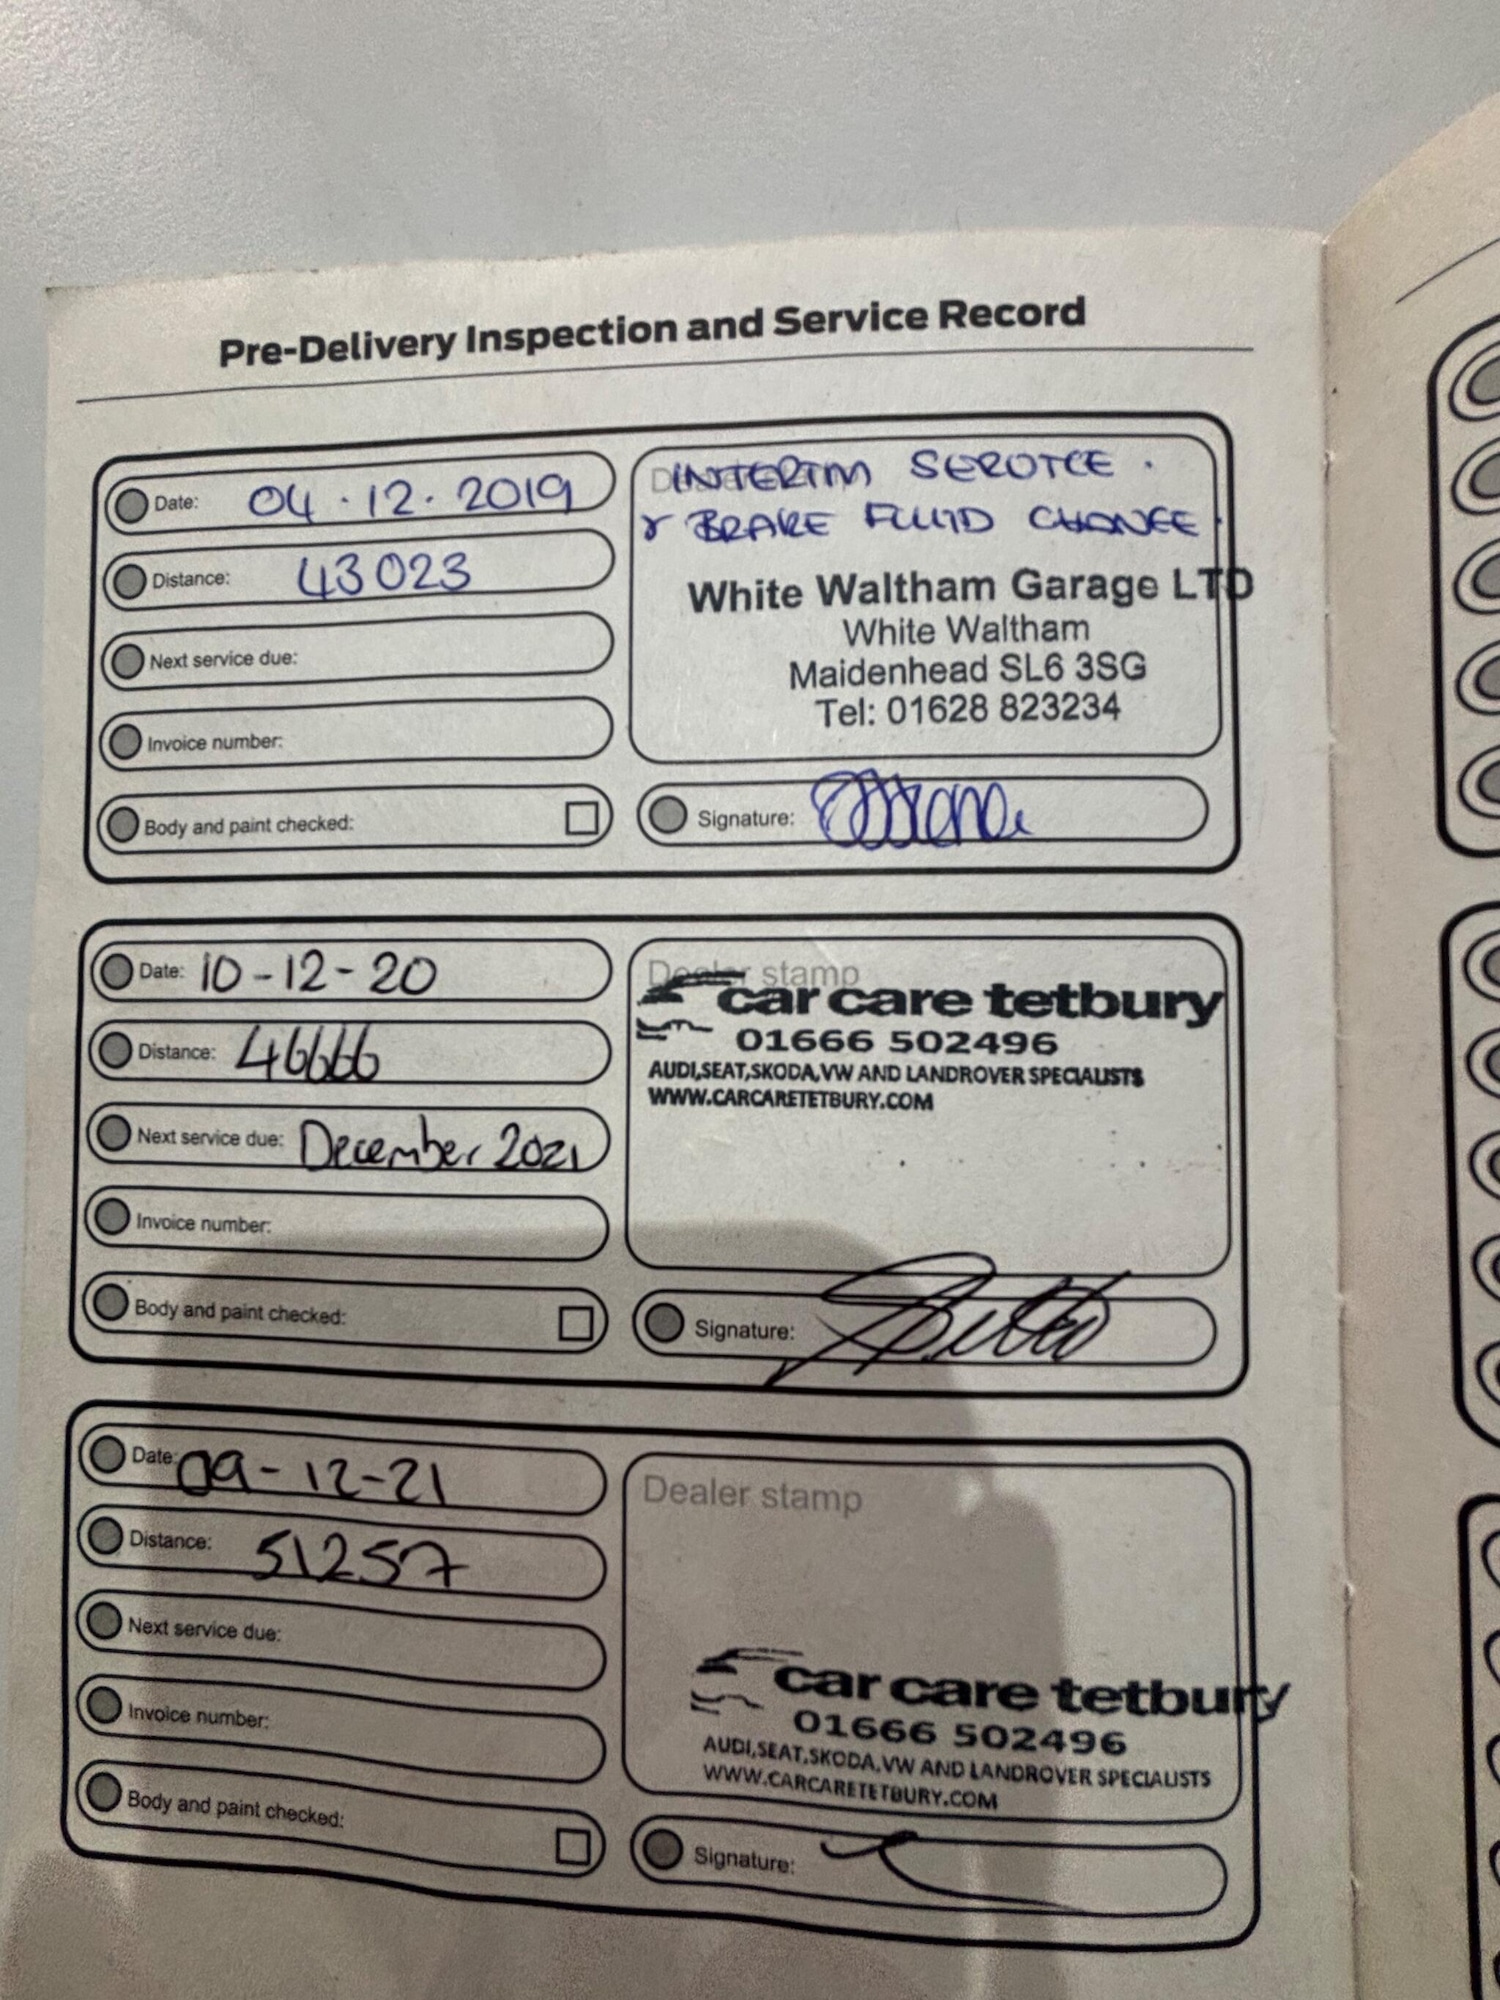 Pre-Delivery Inspection and Service Record
Date: 04.12.2019
Distance: 43023
Next service due:
Invoice number:
Body and paint checked:
INTERIM SERVICE.
& BRAKE FLUID CHANGE.
White Waltham Garage LTD
White Waltham
Maidenhead SL6 3SG
Tel: 01628 823234
Signature:
Date: 10-12-20
Distance: 46666
Next service due: December 2021
Invoice number:
Body and paint checked:
Dealer stamp
car care tetbury
01666 502496
AUDI,SEAT,SKODA,VW AND LANDROVER SPECIALISTS
WWW.CARCARETETBURY.COM
Signature:
Date: 09-12-21
Distance: 51257
Next service due:
Invoice number:
Body and paint checked:
Dealer stamp
car care tetbury
01666 502496
AUDI,SEAT,SKODA,VW AND LANDROVER SPECIALISTS
WWW.CARCARETETBURY.COM
Signature: